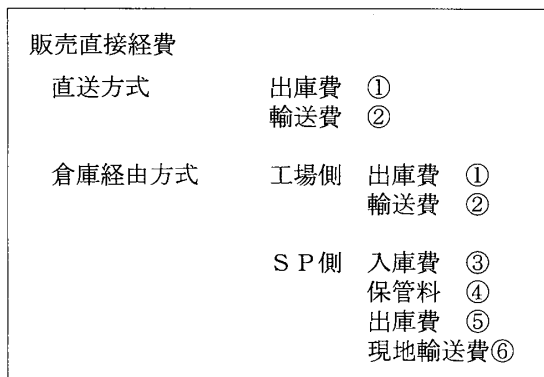 販売直接経費
直送方式 出庫費 ①
輸送費 ②
倉庫経由方式 工場側 出庫費 ①
輸送費 ②
SP側 入庫費 ③
保管料 ④
出庫費 ⑤
現地輸送費⑥